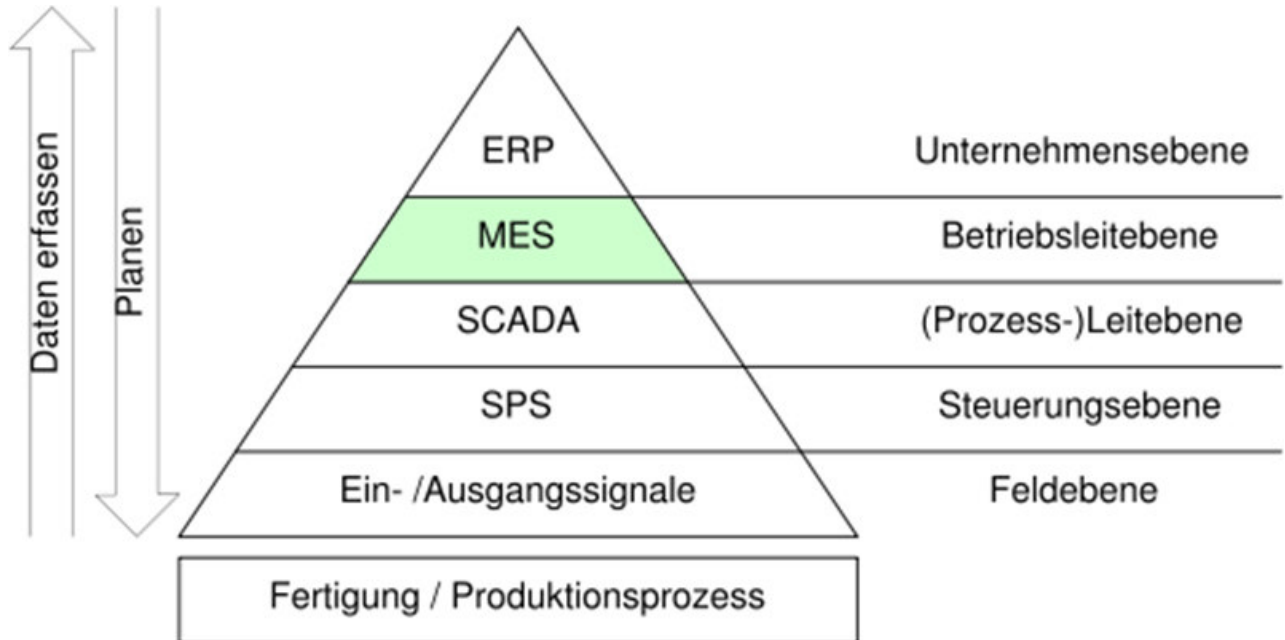 Daten erfassen
Planen
ERP
Unternehmensebene
MES
Betriebsleitebene
SCADA
(Prozess-)Leitebene
SPS
Steuerungsebene
Ein- /Ausgangssignale
Feldebene
Fertigung / Produktionsprozess